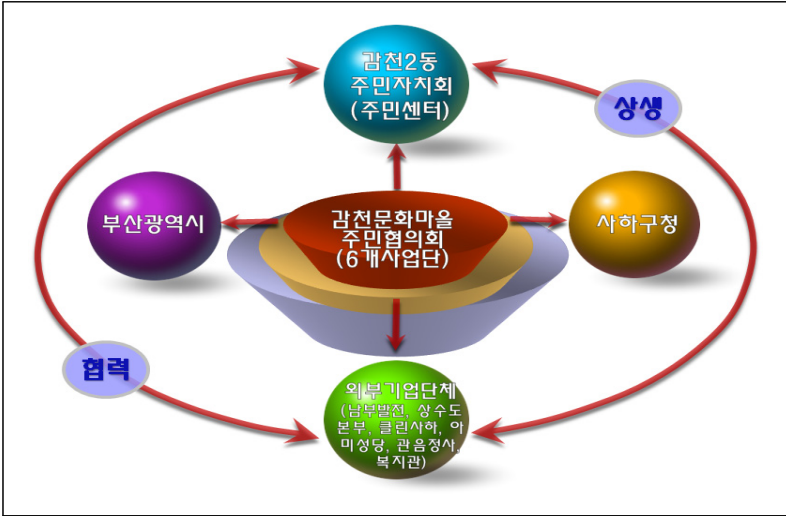 감천2동
주민자치회
(주민센터)
상생
부산광역시
감천문화마을
주민협의회
(6개사업단)
사하구청
협력
외부기업단체
(남부발전, 상수도
본부, 클린사하, 아
미성당, 관음정사,
복지관)